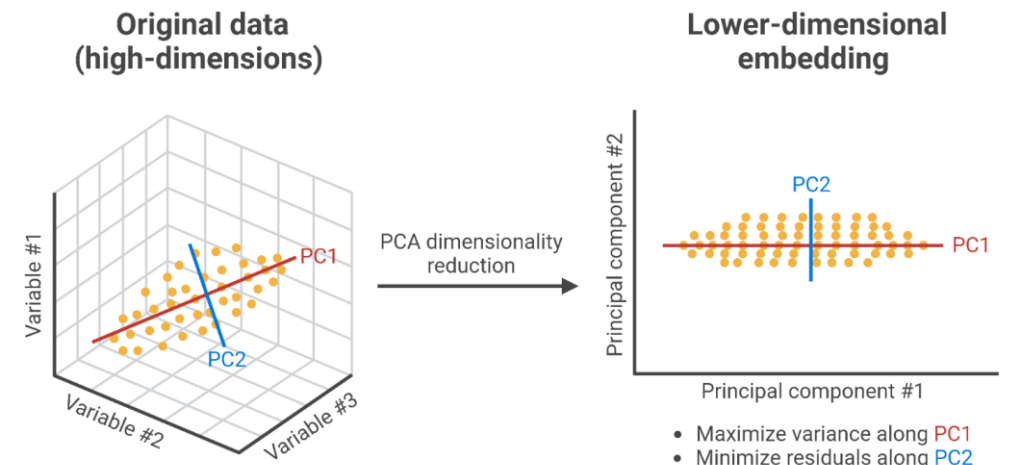 Original data
(high-dimensions)
Variable #1
Variable #2
Variable #3
PC1
PC2
PCA dimensionality
reduction
Lower-dimensional
embedding
Principal component #2
PC2
PC1
Principal component #1
• Maximize variance along PC1
• Minimize residuals along PC2